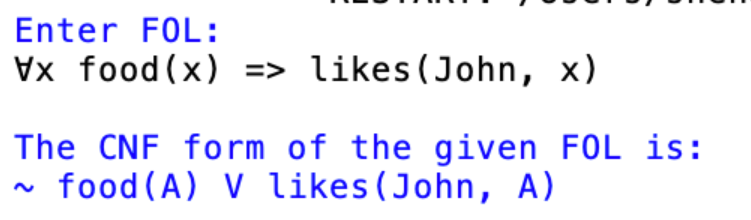 Enter FOL:
∀x food(x) => likes(John, x)
The CNF form of the given FOL is:
~ food(A) V likes(John, A)